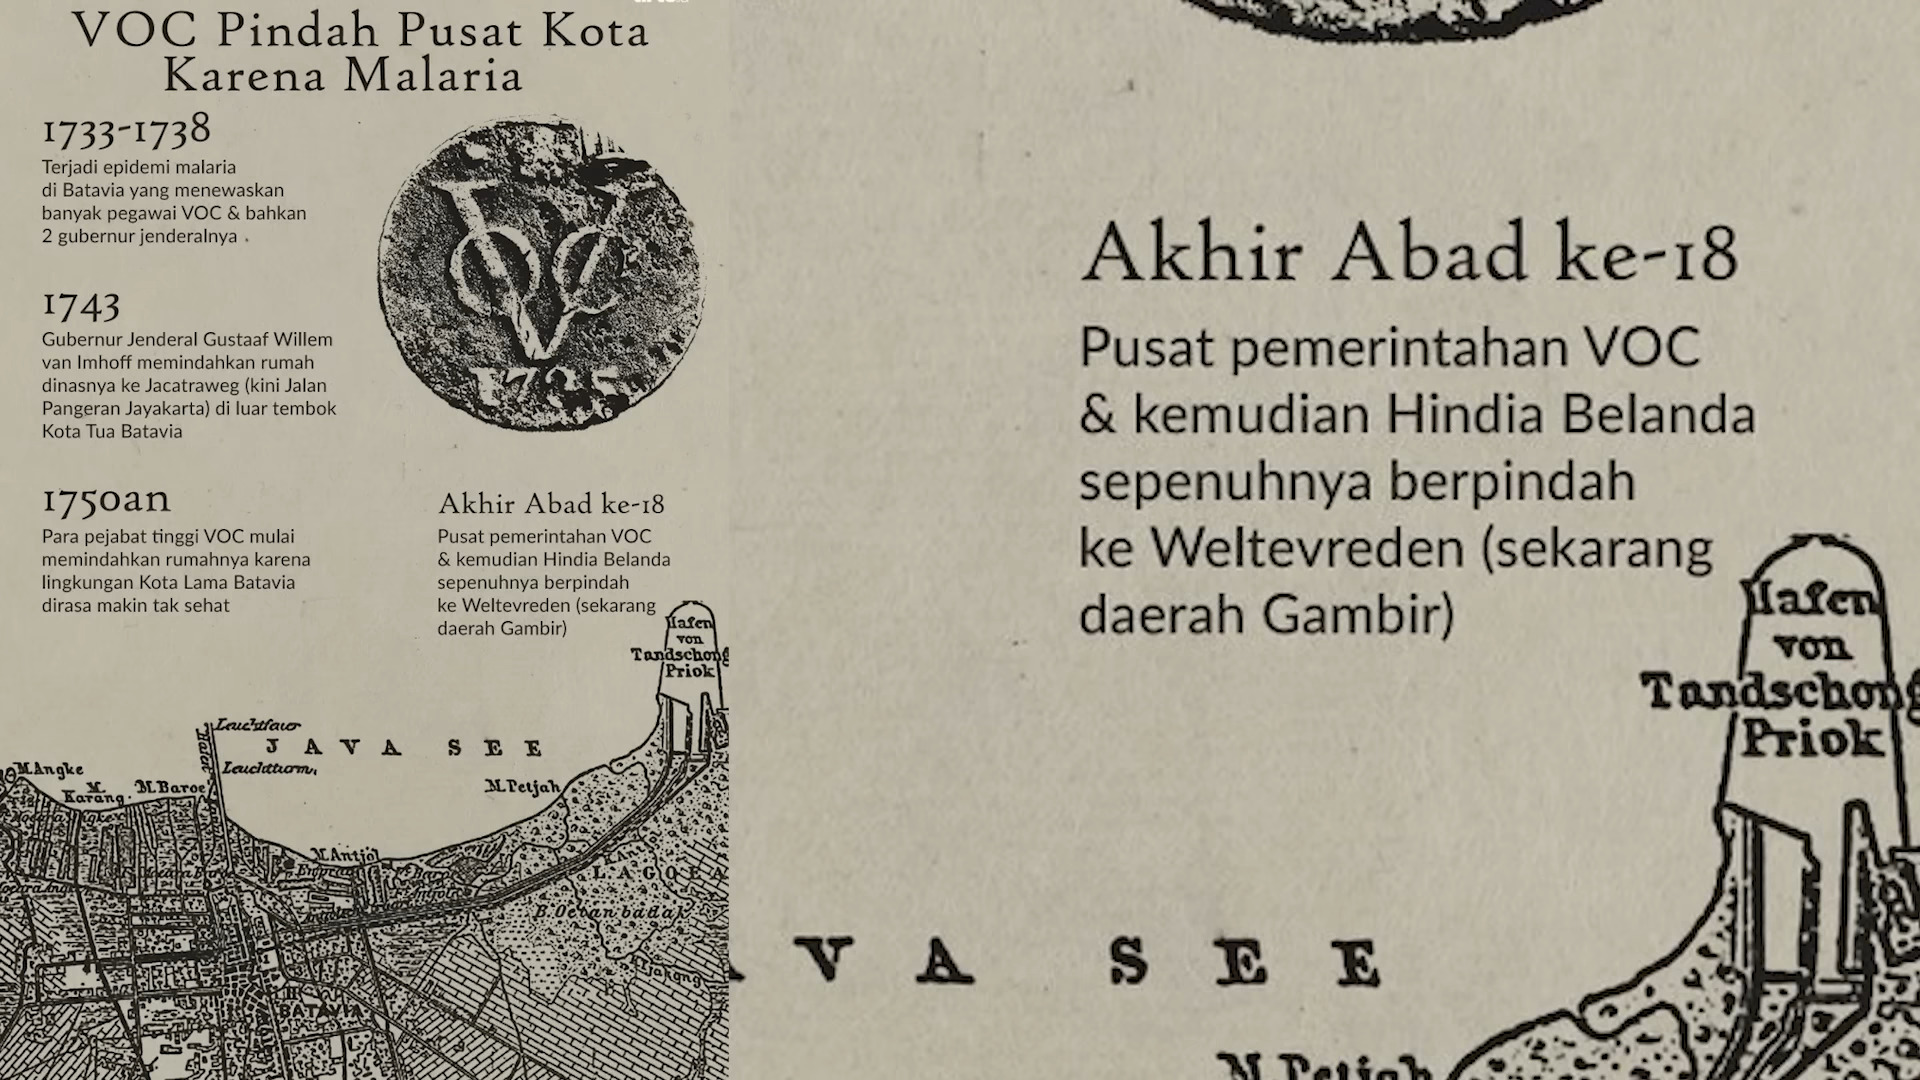 VOC Pindah Pusat Kota
Karena Malaria
1733-1738
Terjadi epidemi malaria
di Batavia yang menewaskan
banyak pegawai VOC & bahkan
2 gubernur jenderalnya .
1743
Gubernur Jenderal Gustaaf Willem
van Imhoff memindahkan rumah
dinasnya ke Jacatraweg (kini Jalan
Pangeran Jayakarta) di luar tembok
Kota Tua Batavia
1750an
Para pejabat tinggi VOC mulai
memindahkan rumahnya karena
lingkungan Kota Lama Batavia
dirasa makin tak sehat
Akhir Abad ke-18
Pusat pemerintahan VOC
& kemudian Hindia Belanda
sepenuhnya berpindah
ke Weltevreden (sekarang
daerah Gambir)
Hafen
von
Tandschong
Priok
JAVA SEE
Leuchtturm
M.Angke
M.
Karang
M.Baroe
M.Petjah
M.Antjol
LAGOEA
BATAVIA
Akhir Abad ke-18
Pusat pemerintahan VOC
& kemudian Hindia Belanda
sepenuhnya berpindah
ke Weltevreden (sekarang
daerah Gambir)
Hafen
von
Tandschong
Priok
VA SEE
M.Petjah